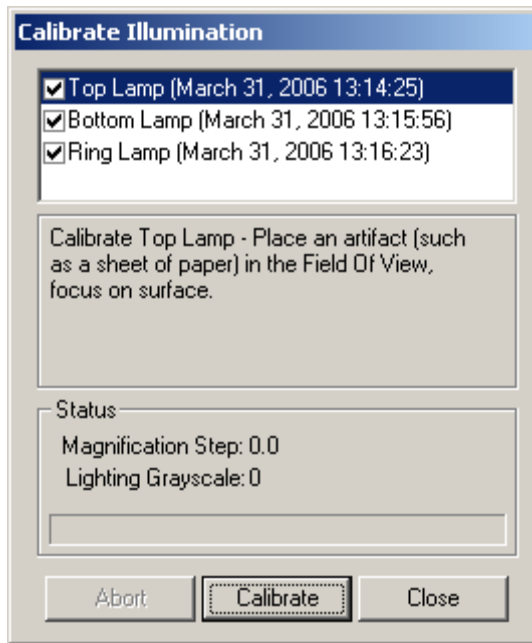 Calibrate Illumination
Top Lamp (March 31, 2006 13:14:25)
Bottom Lamp (March 31, 2006 13:15:56)
Ring Lamp (March 31, 2006 13:16:23)
Calibrate Top Lamp - Place an artifact (such
as a sheet of paper) in the Field Of View,
focus on surface.
Status
Magnification Step: 0.0
Lighting Grayscale: 0
Abort Calibrate Close